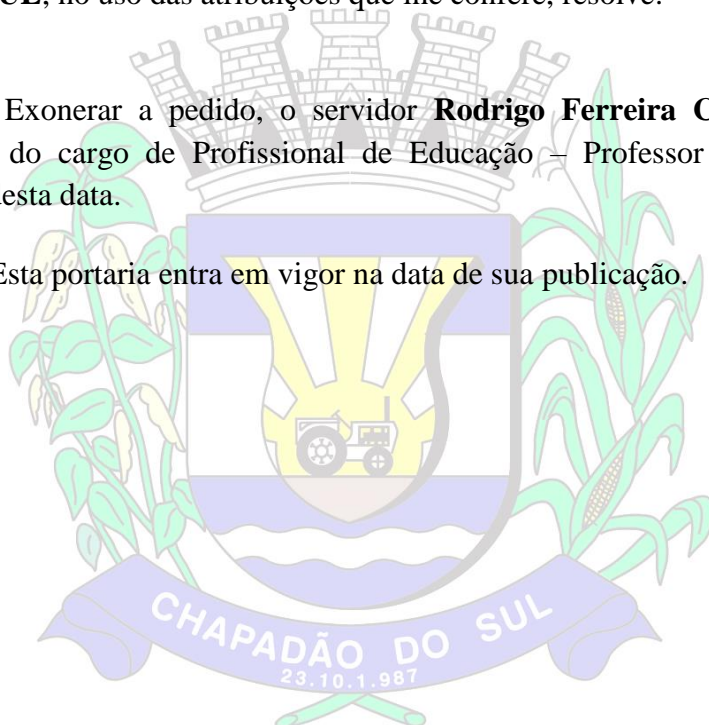 UL, no uso das atribuições que lhe confere, resolve:
Exonerar a pedido, o servidor Rodrigo Ferreira
do cargo de Profissional de Educação – Professor
desta data.
Esta portaria entra em vigor na data de sua publicação.
CHAPADÃO DO SUL
23.10.1.987